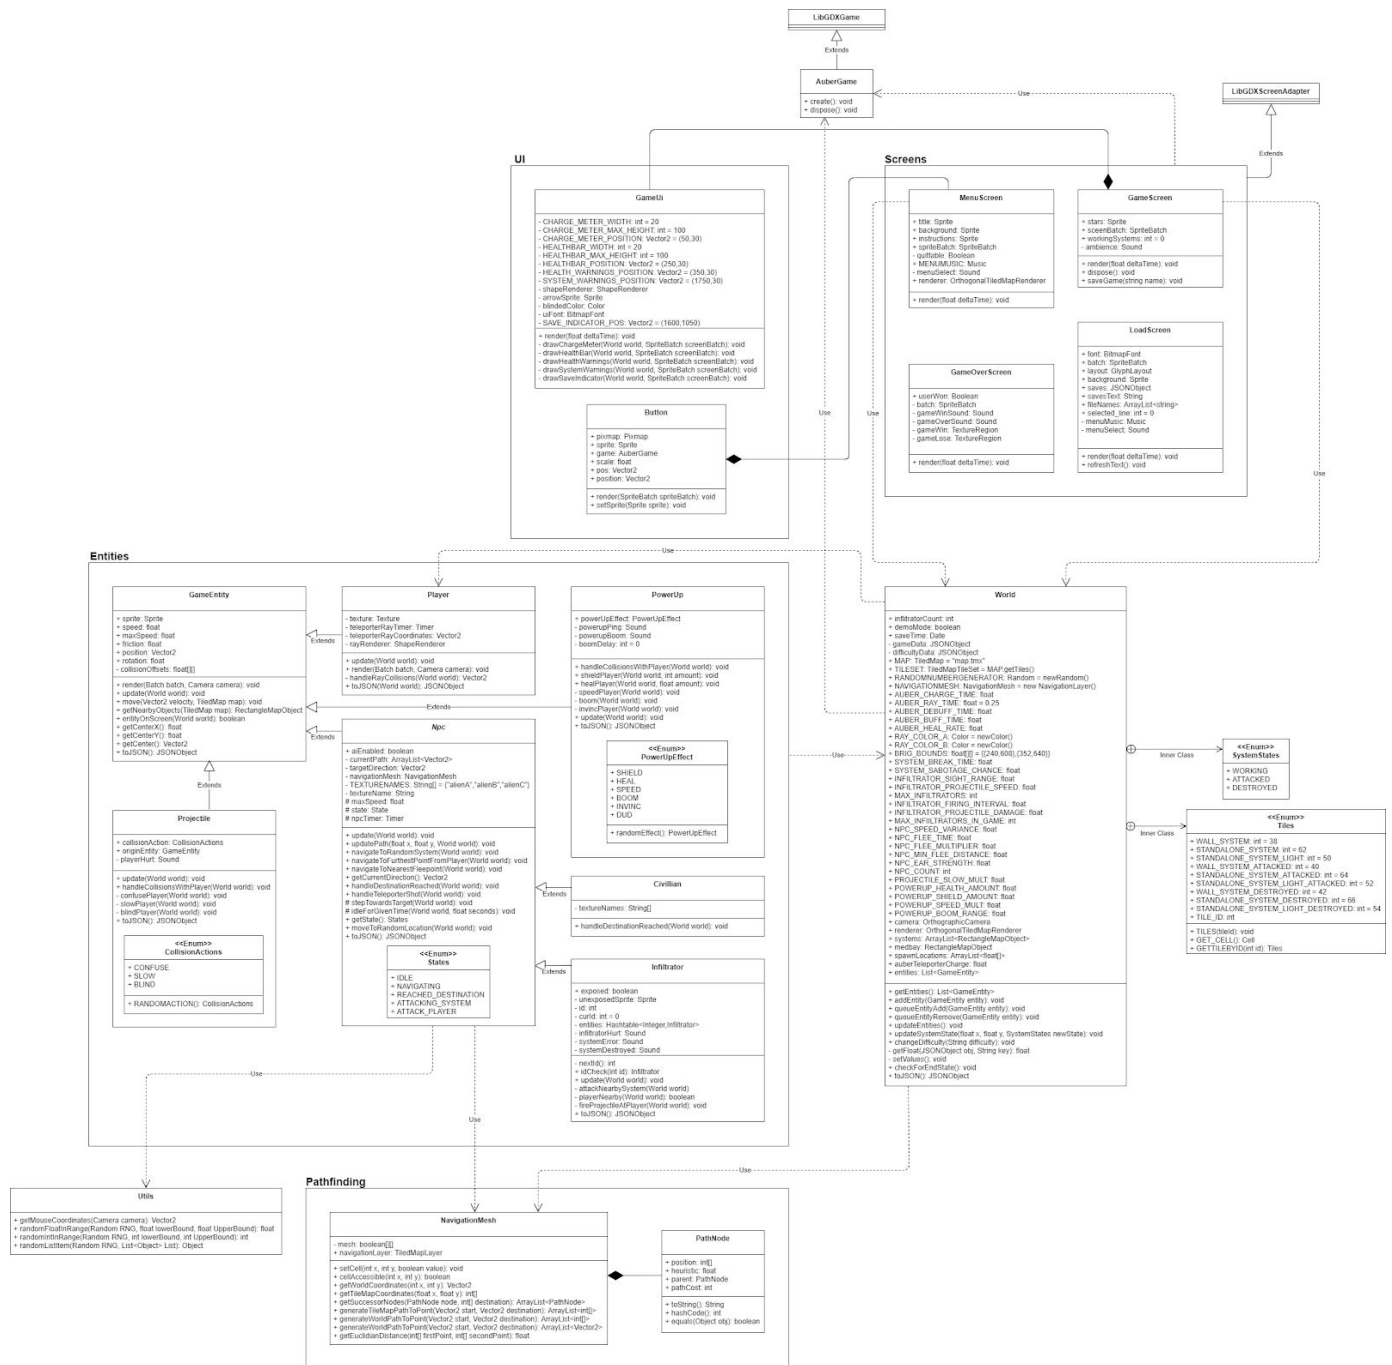 LibGDXGame
Extends
AuberGame
+ create(): void
+ dispose(): void
Use
LibGDXScreenAdapter
Extends
UI
GameUi
- CHARGE_METER_WIDTH: int = 20
- CHARGE_METER_MAX_HEIGHT: int = 100
- CHARGE_METER_POSITION: Vector2 = (50,30)
- HEALTHBAR_WIDTH: int = 20
- HEALTHBAR_MAX_HEIGHT: int = 100
- HEALTHBAR_POSITION: Vector2 = (250,30)
- HEALTH_WARNINGS_POSITION: Vector2 = (350,30)
- SYSTEM_WARNINGS_POSITION: Vector2 = (1750,30)
- shapeRenderer: ShapeRenderer
- arrowSprite: Sprite
- blindedColor: Color
- uiFont: BitmapFont
- SAVE_INDICATOR_POS: Vector2 = (1600,1050)
+ render(float deltaTime): void
- drawChargeMeter(World world, SpriteBatch screenBatch): void
- drawHealthBar(World world, SpriteBatch screenBatch): void
- drawHealthWarnings(World world, SpriteBatch screenBatch): void
- drawSystemWarnings(World world, SpriteBatch screenBatch): void
- drawSaveIndicator(World world, SpriteBatch screenBatch): void
Button
+ pixmap: Pixmap
+ sprite: Sprite
+ game: AuberGame
+ scale: float
+ pos: Vector2
+ position: Vector2
+ render(SpriteBatch spriteBatch): void
+ setSprite(Sprite sprite): void
Screens
MenuScreen
+ title: Sprite
+ background: Sprite
+ instructions: Sprite
+ spriteBatch: SpriteBatch
- quittable: Boolean
+ MENUMUSIC: Music
- menuSelect: Sound
+ renderer: OrthogonalTiledMapRenderer
+ render(float deltaTime): void
GameScreen
+ stars: Sprite
+ sceenBatch: SpriteBatch
+ workingSystems: int = 0
- ambience: Sound
+ render(float deltaTime): void
+ dispose(): void
+ saveGame(string name): void
GameOverScreen
+ userWon: Boolean
- batch: SpriteBatch
- gameWinSound: Sound
- gameOverSound: Sound
- gameWin: TextureRegion
- gameLose: TextureRegion
+ render(float deltaTime): void
LoadScreen
+ font: BitmapFont
+ batch: SpriteBatch
+ layout: GlyphLayout
+ background: Sprite
+ saves: JSONObject
+ savesText: String
+ fileNames: ArrayList<string>
+ selected_line: int = 0
- menuMusic: Music
- menuSelect: Sound
+ render(float deltaTime): void
+ refreshText(): void
Use
Use
Use
Use
Entities
GameEntity
+ sprite: Sprite
+ speed: float
+ maxSpeed: float
+ friction: float
+ position: Vector2
+ rotation: float
- collisionOffsets: float[][]
+ render(Batch batch, Camera camera): void
+ update(World world): void
+ move(Vector2 velocity, TiledMap map): void
+ getNearbyObjects(TiledMap map): RectangleMapObject
+ entityOnScreen(World world): boolean
+ getCenterX(): float
+ getCenterY(): float
+ getCenter(): Vector2
+ toJSON(): JSONObject
Extends
Player
- texture: Texture
- teleporterRayTimer: Timer
- teleporterRayCoordinates: Vector2
- rayRenderer: ShapeRenderer
+ update(World world): void
+ render(Batch batch, Camera camera): void
- handleRayCollisions(World world): Vector2
+ toJSON(World world): JSONObject
PowerUp
+ powerUpEffect: PowerUpEffect
- powerupPing: Sound
- powerupBoom: Sound
- boomDelay: int = 0
+ handleCollisionsWithPlayer(World world): void
- shieldPlayer(World world, int amount): void
+ healPlayer(World world, float amount): void
- speedPlayer(World world): void
- boom(World world): void
- invincPlayer(World world): void
+ update(World world): void
+ toJSON(): JSONObject
<<Enum>>
PowerUpEffect
+ SHIELD
+ HEAL
+ SPEED
+ BOOM
+ INVINC
+ DUD
+ randomEffect(): PowerUpEffect
Extends
Extends
Extends
Npc
+ aiEnabled: boolean
- currentPath: ArrayList<Vector2>
- targetDirection: Vector2
- navigationMesh: NavigationMesh
- TEXTURENAMES: String[] = {"alienA","alienB","alienC"}
- textureName: String
# maxSpeed: float
# state: State
# npcTimer: Timer
+ update(World world): void
+ updatePath(float x, float y, World world): void
+ navigateToRandomSystem(World world): void
+ navigateToFurthestPointFromPlayer(World world): void
+ navigateToNearestFleepoint(World world): void
+ getCurrentDirection(): Vector2
+ handleDestinationReached(World world): void
+ handleTeleporterShot(World world): void
# stepTowardsTarget(World world): void
# idleForGivenTime(World world, float seconds): void
+ getState(): States
+ moveToRandomLocation(World world): void
+ toJSON(): JSONObject
<<Enum>>
States
+ IDLE
+ NAVIGATING
+ REACHED_DESTINATION
+ ATTACKING_SYSTEM
+ ATTACK_PLAYER
Projectile
+ collisionAction: CollisionActions
+ originEntity: GameEntity
- playerHurt: Sound
+ update(World world): void
+ handleCollisionsWithPlayer(World world): void
- confusePlayer(World world): void
- slowPlayer(World world): void
- blindPlayer(World world): void
+ toJSON(): JSONObject
<<Enum>>
CollisionActions
+ CONFUSE
+ SLOW
+ BLIND
+ RANDOMACTION(): CollisionActions
Extends
Civillian
- textureNames: String[]
+ handleDestinationReached(World world): void
Extends
Infiltrator
+ exposed: boolean
- unexposedSprite: Sprite
- id: int
- curId: int = 0
- entities: Hashtable<Integer,Infiltrator>
- infiltratorHurt: Sound
- systemError: Sound
- systemDestroyed: Sound
- nextId(): int
+ idCheck(int id): Infiltrator
+ update(World world): void
- attackNearbySystem(World world)
- playerNearby(World world): boolean
- fireProjectileAtPlayer(World world): void
+ toJSON(): JSONObject
Use
World
+ infiltratorCount: int
+ demoMode: boolean
+ saveTime: Date
- gameData: JSONObject
- difficultyData: JSONObject
+ MAP: TiledMap = "map.tmx"
+ TILESET: TiledMapTileSet = MAP.getTiles()
+ RANDOMNUMBERGENERATOR: Random = newRandom()
+ NAVIGATIONMESH: NavigationMesh = new NavigationLayer()
+ AUBER_CHARGE_TIME: float
+ AUBER_RAY_TIME: float = 0.25
+ AUBER_DEBUFF_TIME: float
+ AUBER_BUFF_TIME: float
+ AUBER_HEAL_RATE: float
+ RAY_COLOR_A: Color = newColor()
+ RAY_COLOR_B: Color = newColor()
+ BRIG_BOUNDS: float[][] = {{240,608},{352,640}}
+ SYSTEM_BREAK_TIME: float
+ SYSTEM_SABOTAGE_CHANCE: float
+ INFILTRATOR_SIGHT_RANGE: float
+ INFILTRATOR_PROJECTILE_SPEED: float
+ MAX_INFILTRATORS: int
+ INFILTRATOR_FIRING_INTERVAL: float
+ INFILTRATOR_PROJECTILE_DAMAGE: float
+ MAX_INFILTRATORS_IN_GAME: int
+ NPC_SPEED_VARIANCE: float
+ NPC_FLEE_TIME: float
+ NPC_FLEE_MULTIPLIER: float
+ NPC_MIN_FLEE_DISTANCE: float
+ NPC_EAR_STRENGTH: float
+ NPC_COUNT: int
+ PROJECTILE_SLOW_MULT: float
+ POWERUP_HEALTH_AMOUNT: float
+ POWERUP_SHIELD_AMOUNT: float
+ POWERUP_SPEED_MULT: float
+ POWERUP_BOOM_RANGE: float
+ camera: OrthographicCamera
+ renderer: OrthogonalTiledMapRenderer
+ systems: ArrayList<RectangleMapObject>
+ medbay: RectangleMapObject
+ spawnLocations: ArrayList<float[]>
+ auberTeleporterCharge: float
+ entities: List<GameEntity>
+ getEntities(): List<GameEntity>
+ addEntity(GameEntity entity): void
+ queueEntityAdd(GameEntity entity): void
+ queueEntityRemove(GameEntity entity): void
+ updateEntities(): void
+ updateSystemState(float x, float y, SystemStates newState): void
+ changeDifficulty(String difficulty): void
- getFloat(JSONObject obj, String key): float
- setValues(): void
+ checkForEndState(): void
+ toJSON(): JSONObject
Inner Class
<<Enum>>
SystemStates
+ WORKING
+ ATTACKED
+ DESTROYED
Inner Class
<<Enum>>
Tiles
+ WALL_SYSTEM: int = 38
+ STANDALONE_SYSTEM: int = 62
+ STANDALONE_SYSTEM_LIGHT: int = 50
+ WALL_SYSTEM_ATTACKED: int = 40
+ STANDALONE_SYSTEM_ATTACKED: int = 64
+ STANDALONE_SYSTEM_LIGHT_ATTACKED: int = 52
+ WALL_SYSTEM_DESTROYED: int = 42
+ STANDALONE_SYSTEM_DESTROYED: int = 66
+ STANDALONE_SYSTEM_LIGHT_DESTROYED: int = 54
+ TILE_ID: int
+ TILES(tileId): void
+ GET_CELL(): Cell
+ GETTILEBYID(int id): Tiles
Use
Use
Use
Utils
+ getMouseCoordinates(Camera camera): Vector2
+ randomFloatInRange(Random RNG, float lowerBound, float UpperBound): float
+ randomIntInRange(Random RNG, int lowerBound, int UpperBound): int
+ randomListItem(Random RNG, List<Object> List): Object
Pathfinding
NavigationMesh
- mesh: boolean[][]
+ navigationLayer: TiledMapLayer
+ setCell(int x, int y, boolean value): void
+ cellAccessible(int x, int y): boolean
+ getWorldCoordinates(int x, int y): Vector2
+ getTileMapCoordinates(float x, float y): int[]
+ getSuccessorNodes(PathNode node, int[] destination): ArrayList<PathNode>
+ generateTileMapPathToPoint(Vector2 start, Vector2 destination): ArrayList<int[]>
+ generateWorldPathToPoint(Vector2 start, Vector2 destination): ArrayList<int[]>
+ generateWorldPathToPoint(Vector2 start, Vector2 destination): ArrayList<Vector2>
+ getEuclidianDistance(int[] firstPoint, int[] secondPoint): float
PathNode
+ position: int[]
+ heuristic: float
+ parent: PathNode
+ pathCost: int
+ toString(): String
+ hashCode(): int
+ equals(Object obj): boolean